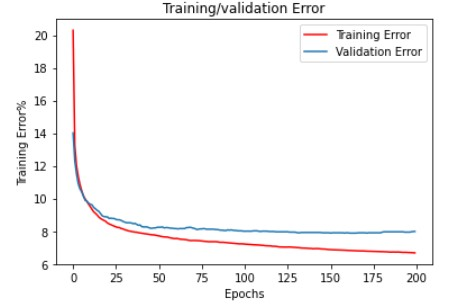 Training/validation Error
Training Error
Validation Error
Training Error%
20
18
16
14
12
10
8
6
0 25 50 75 100 125 150 175 200
Epochs